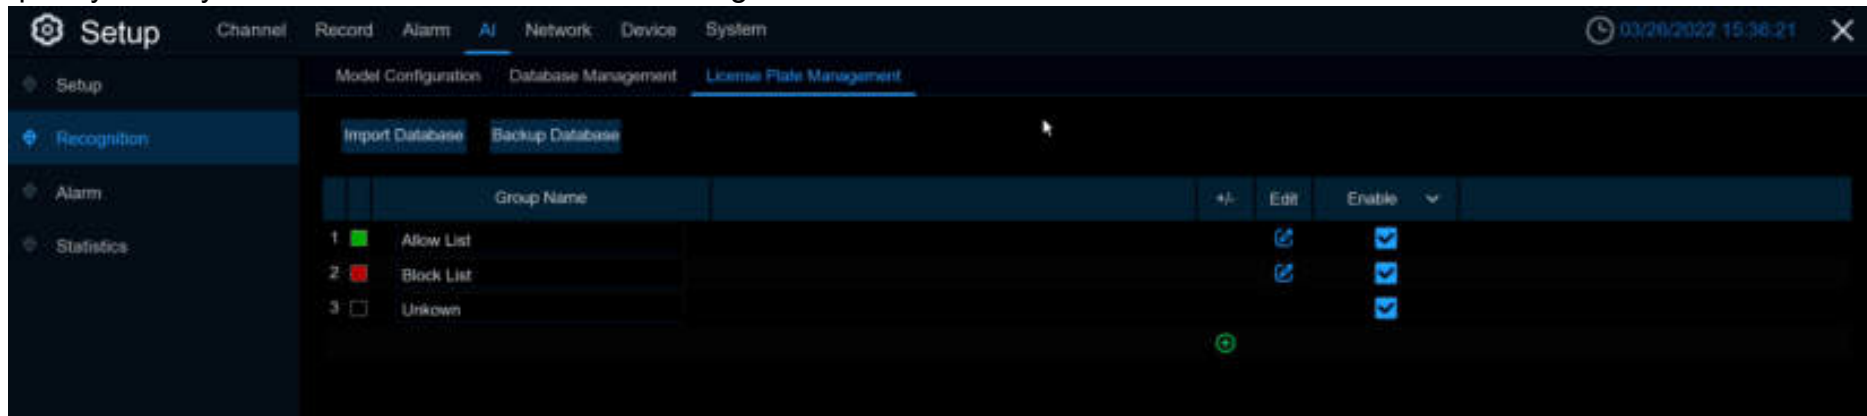 Setup Channel Record Alarm AI Network Device System 03/26/2022 15:36:21
Setup Model Configuration Database Management License Plate Management
Recognition Import Database Backup Database
Alarm Group Name +/- Edit Enable
1 Allow List
Statistics
2 Block List
3 Unkown